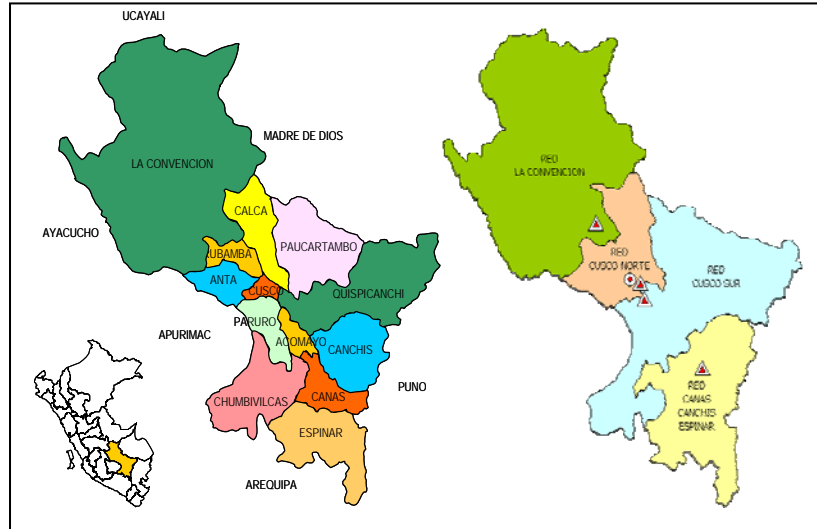 UCAYALI
MADRE DE DIOS
LA CONVENCION
CALCA
AYACUCHO
PAUCARTAMBO
UBAMBA
ANTA
CUSCO
QUISPICANCHI
APURIMAC
PARURO
ACOMAYO
CANCHIS
PUNO
CHUMBIVILCAS
CANAS
ESPINAR
AREQUIPA
RED
LA CONVENCION
RED
CUSCO NORTE
RED
CUSCO SUR
RED
CANAS
CANCHIS
ESPINAR